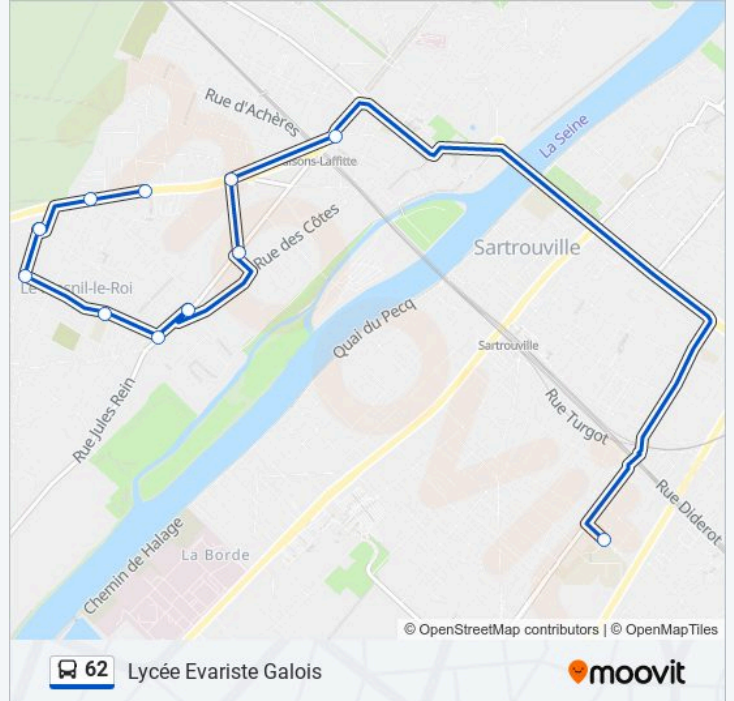 Rue d'Achères
La Seine
aisons-Laffitte
Rue des Côtes
Sartrouville
Le Mesnil-le-Roi
Quai du Pecq
Sartrouville
Rue Jules Rein
Rue Turgot
Rue Diderot
La Borde
Chemin de Halage
© OpenStreetMap contributors | © OpenMapTiles
62 Lycée Evariste Galois
moovit